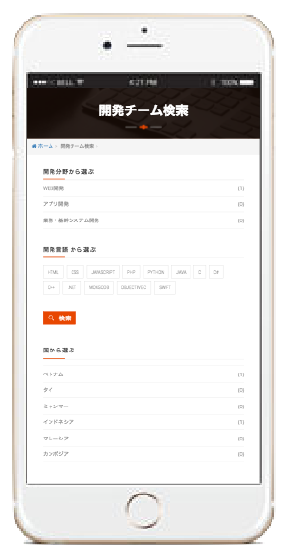 BELL 4:21 PM 100%
開発チーム検索
ホーム 開発チーム検索
開発分野から選ぶ
WEB開発 (1)
アプリ開発 (0)
業務・基幹システム開発 (0)
開発言語 から選ぶ
HTML CSS JAVASCRIPT PHP PYTHON JAVA C C#
C++ .NET OBJECTIVEC SWIFT
検索
国から選ぶ
ベトナム (1)
タイ (0)
ミャンマー (0)
インドネシア (1)
マレーシア (0)
カンボジア (0)